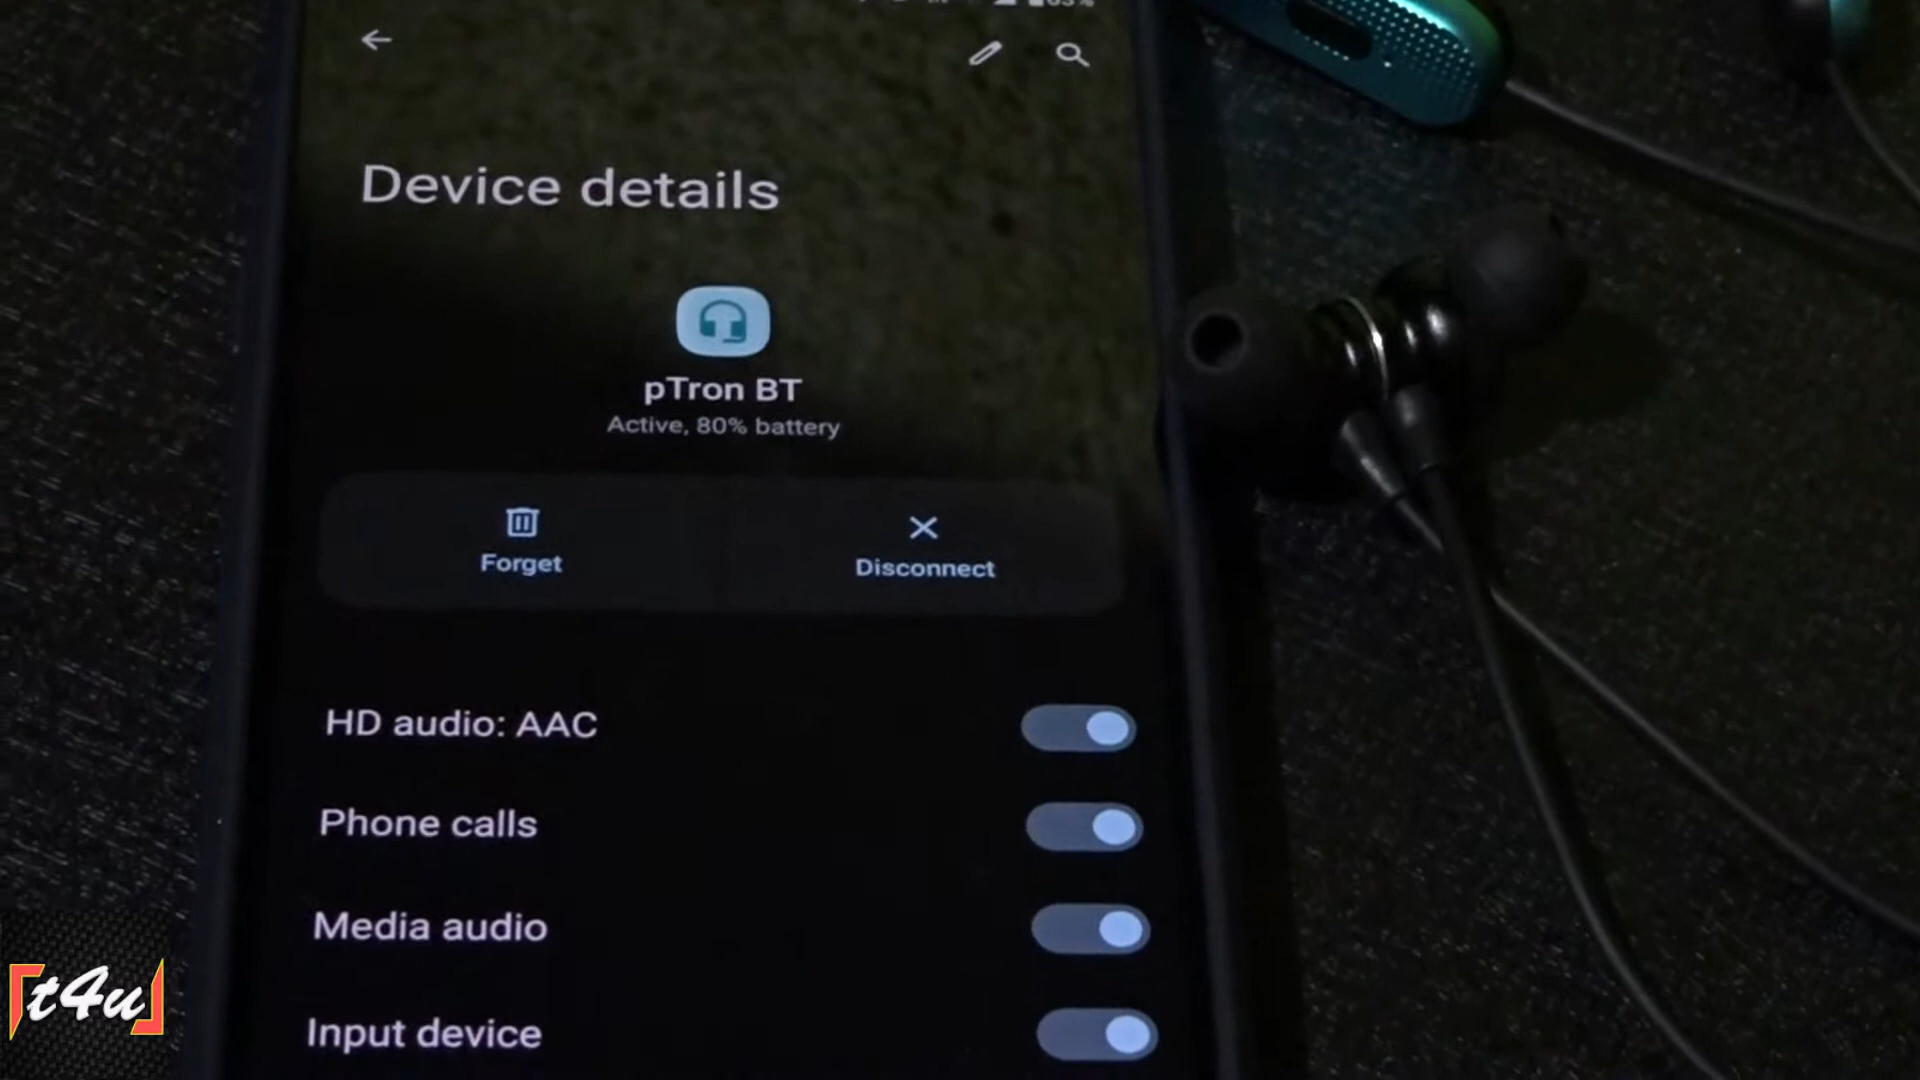 Device details
pTron BT
Active, 80% battery
Forget
Disconnect
HD audio: AAC
Phone calls
Media audio
Input device
t4u